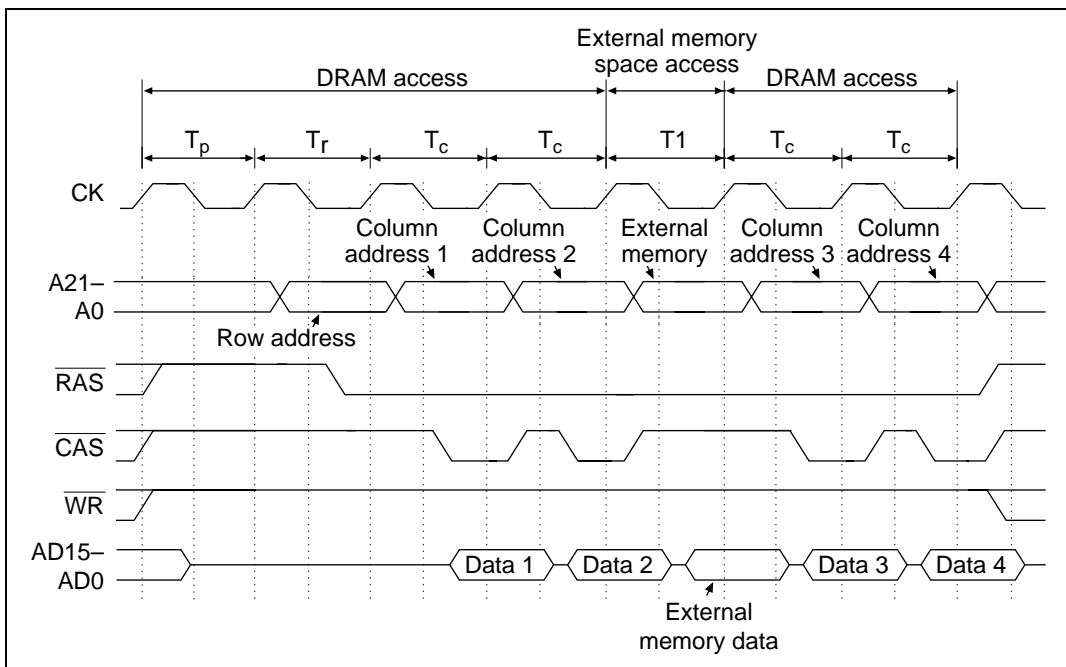 External memory
space access
DRAM access
DRAM access
Tp
Tr
Tc
Tc
T1
Tc
Tc
CK
Column
address 1
Column
address 2
External
memory
Column
address 3
Column
address 4
A21–
A0
Row address
RAS
CAS
WR
AD15–
AD0
Data 1
Data 2
Data 3
Data 4
External
memory data